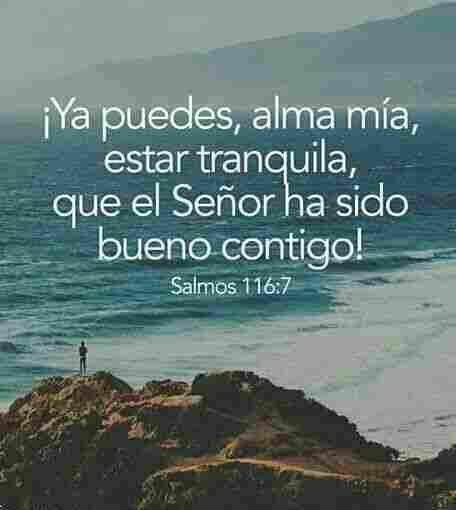 ¡Ya puedes, alma mía,
estar tranquila,
que el Señor ha sido
bueno contigo!
Salmos 116:7